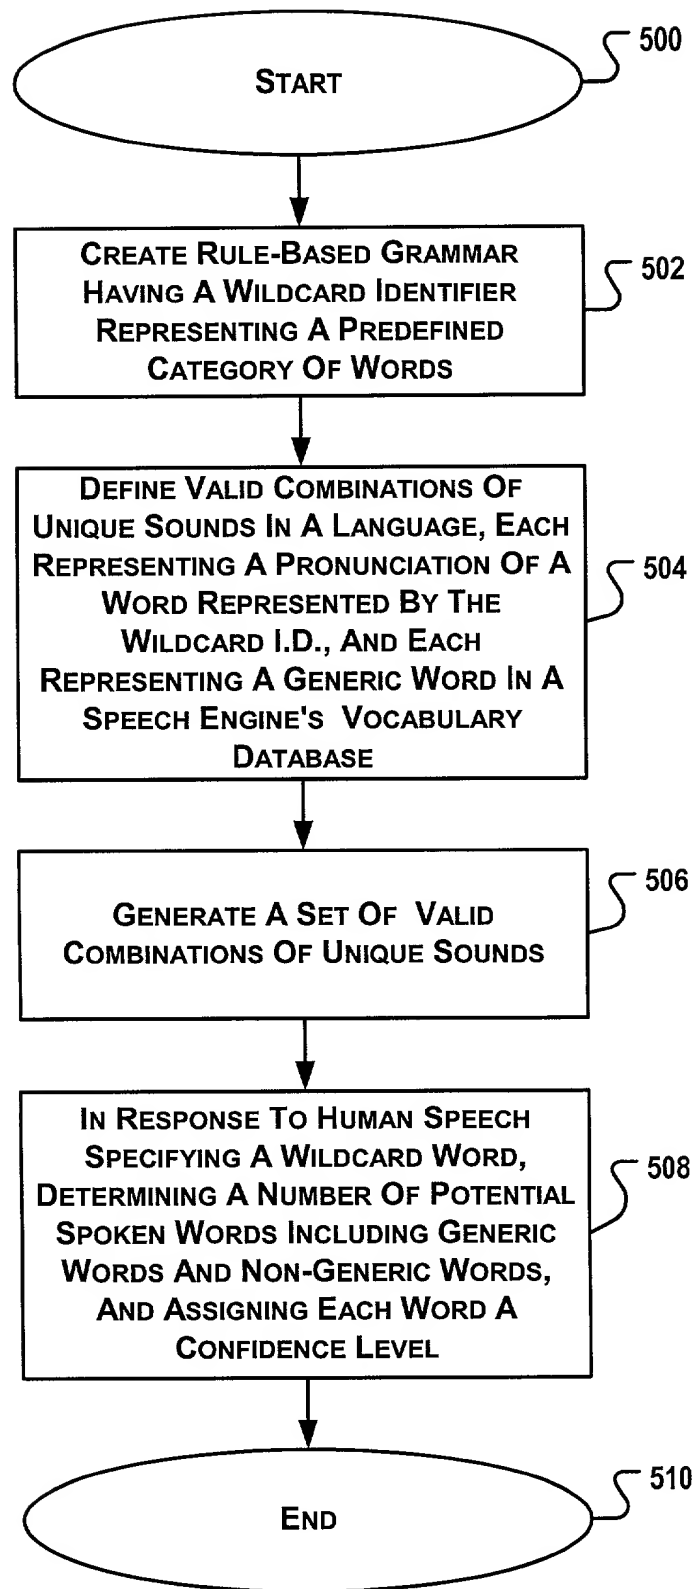 START
500
CREATE RULE-BASED GRAMMAR
HAVING A WILDCARD IDENTIFIER
REPRESENTING A PREDEFINED
CATEGORY OF WORDS
502
DEFINE VALID COMBINATIONS OF
UNIQUE SOUNDS IN A LANGUAGE, EACH
REPRESENTING A PRONUNCIATION OF A
WORD REPRESENTED BY THE
WILDCARD I.D., AND EACH
REPRESENTING A GENERIC WORD IN A
SPEECH ENGINE'S VOCABULARY
DATABASE
504
GENERATE A SET OF VALID
COMBINATIONS OF UNIQUE SOUNDS
506
IN RESPONSE TO HUMAN SPEECH
SPECIFYING A WILDCARD WORD,
DETERMINING A NUMBER OF POTENTIAL
SPOKEN WORDS INCLUDING GENERIC
WORDS AND NON-GENERIC WORDS,
AND ASSIGNING EACH WORD A
CONFIDENCE LEVEL
508
END
510